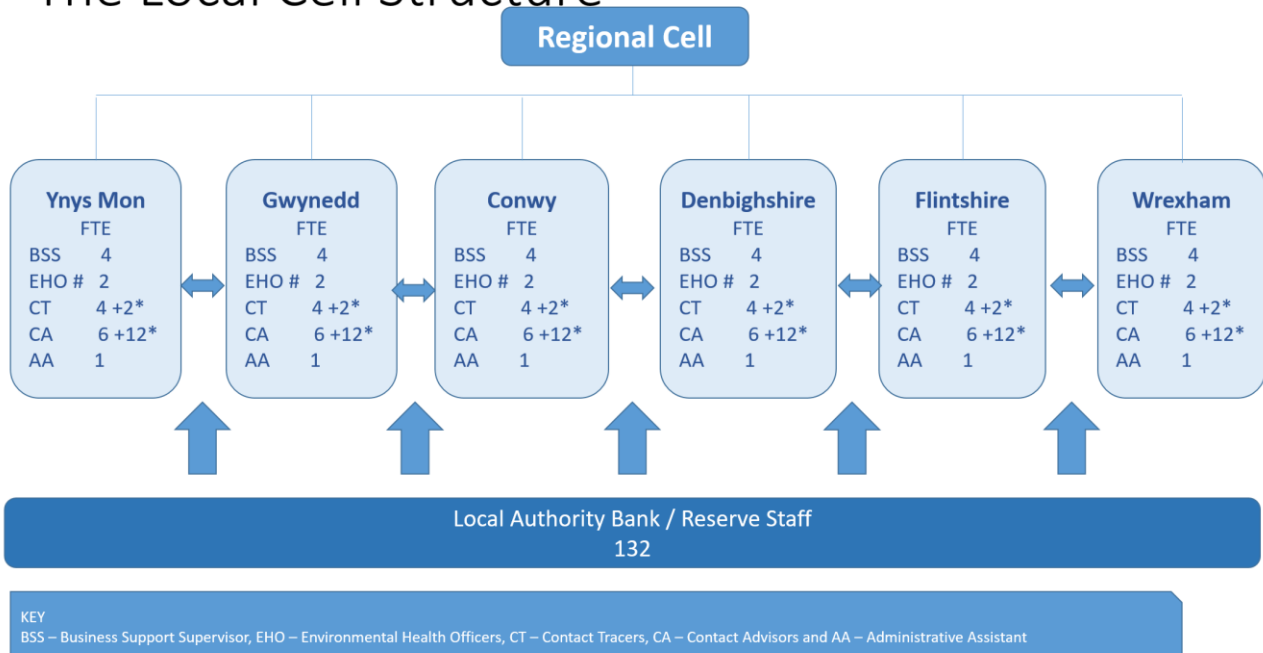 The Local Cell Structure
Regional Cell
Ynys Mon
FTE
BSS 4
EHO # 2
CT 4 +2*
CA 6 +12*
AA 1
Gwynedd
FTE
BSS 4
EHO # 2
CT 4 +2*
CA 6 +12*
AA 1
Conwy
FTE
BSS 4
EHO # 2
CT 4 +2*
CA 6 +12*
AA 1
Denbighshire
FTE
BSS 4
EHO # 2
CT 4 +2*
CA 6 +12*
AA 1
Flintshire
FTE
BSS 4
EHO # 2
CT 4 +2*
CA 6 +12*
AA 1
Wrexham
FTE
BSS 4
EHO # 2
CT 4 +2*
CA 6 +12*
AA 1
Local Authority Bank / Reserve Staff
132
KEY
BSS – Business Support Supervisor, EHO – Environmental Health Officers, CT – Contact Tracers, CA – Contact Advisors and AA – Administrative Assistant